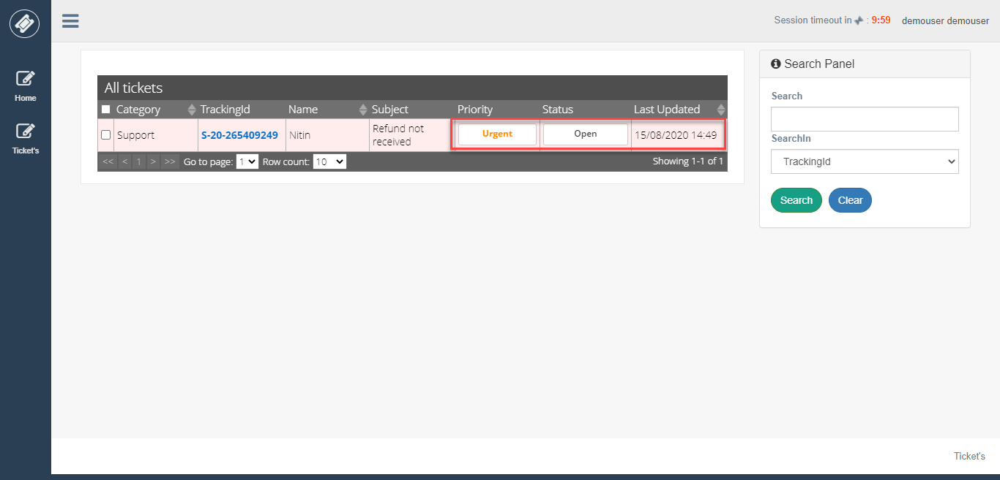 Session timeout in : 9:59 demouser demouser
Home
Ticket's
All tickets
Category TrackingId Name Subject Priority Status Last Updated
Support S-20-265409249 Nitin Refund not received Urgent Open 15/08/2020 14:49
<< < 1 > >> Go to page: 1 Row count: 10 Showing 1-1 of 1
Search Panel
Search
SearchIn
TrackingId
Search Clear
Ticket's